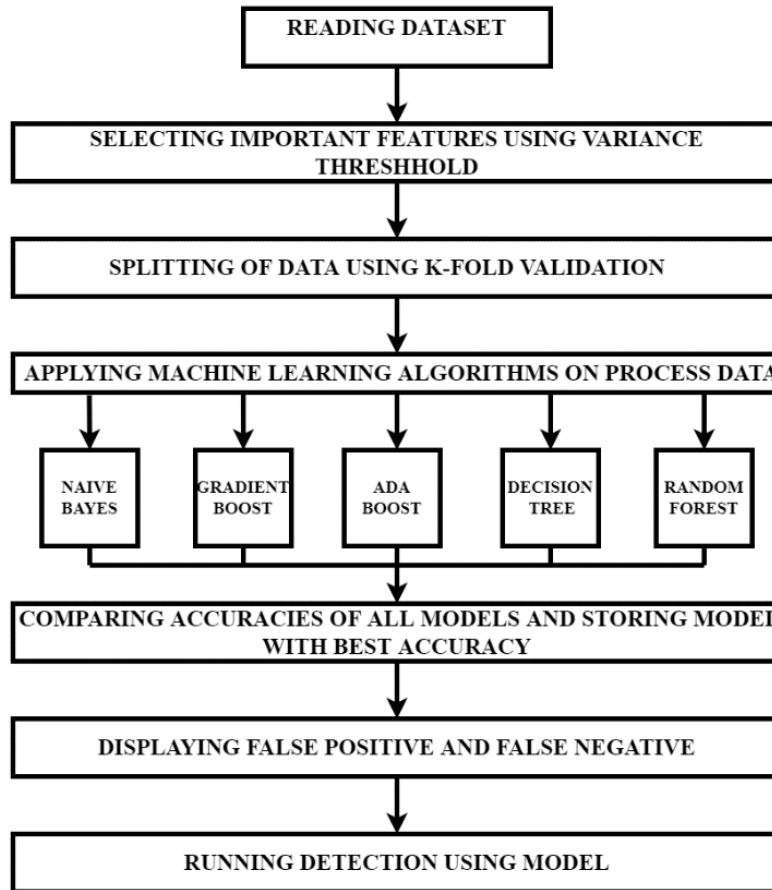 READING DATASET
SELECTING IMPORTANT FEATURES USING VARIANCE
THRESHHOLD
SPLITTING OF DATA USING K-FOLD VALIDATION
APPLYING MACHINE LEARNING ALGORITHMS ON PROCESS DATA
NAIVE
BAYES
GRADIENT
BOOST
ADA
BOOST
DECISION
TREE
RANDOM
FOREST
COMPARING ACCURACIES OF ALL MODELS AND STORING MODEL
WITH BEST ACCURACY
DISPLAYING FALSE POSITIVE AND FALSE NEGATIVE
RUNNING DETECTION USING MODEL